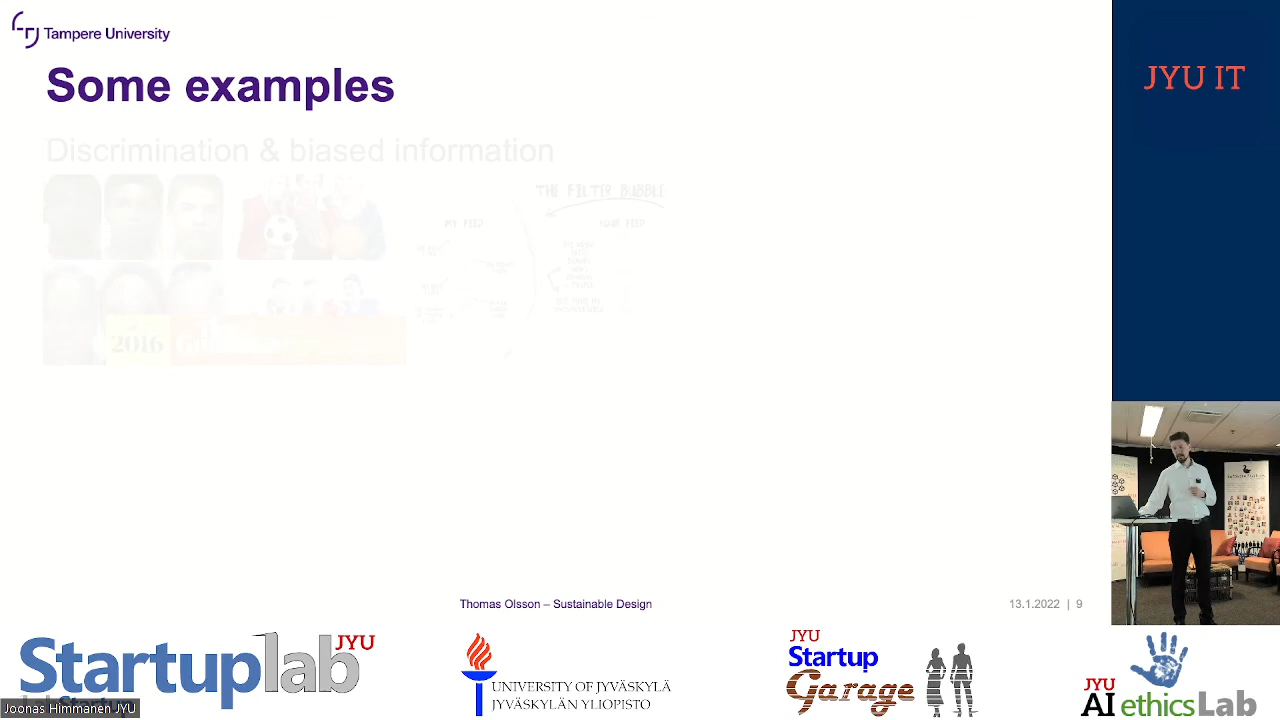 Tampere University
Some examples
Discrimination & biased information
THE FILTER BUBBLE
MY FEED
YOUR FEED
2016
JYU IT
Thomas Olsson – Sustainable Design
13.1.2022 | 9
Startuplab JYU
Joonas Himmanen JYU
UNIVERSITY OF JYVÄSKYLÄ
JYVÄSKYLÄN YLIOPISTO
JYU
Startup
Garage
JYU
AI ethicsLab